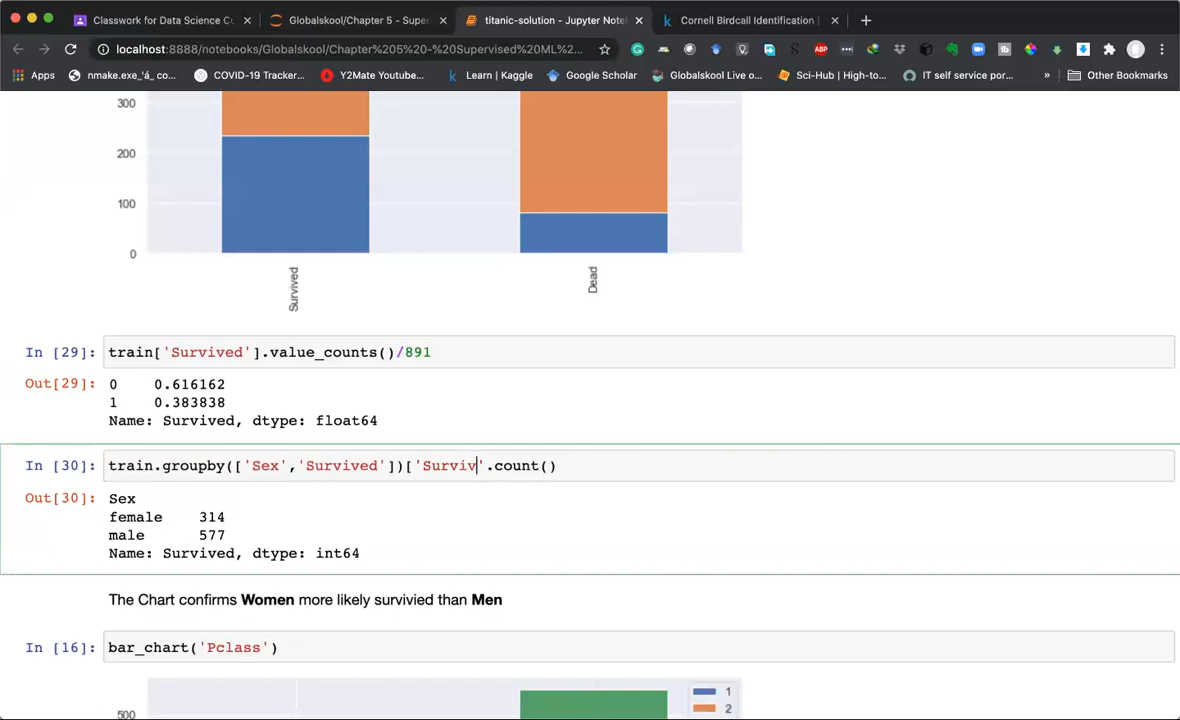 Classwork for Data Science Co
Globalskool/Chapter 5 - Super
titanic-solution - Jupyter Note
Cornell Birdcall Identification
localhost:8888/notebooks/Globalskool/Chapter%205%20-%20Supervised%20ML%2...
Apps nmake.exe'á_ co... COVID-19 Tracker... Y2Mate Youtube... Learn | Kaggle Google Scholar Globalskool Live o... Sci-Hub | High-to... IT self service por... » Other Bookmarks
300
200
100
0
Survived
Dead
In [29]: train['Survived'].value_counts()/891
Out[29]: 0 0.616162
1 0.383838
Name: Survived, dtype: float64
In [30]: train.groupby(['Sex','Survived'])['Surviv'.count()
Out[30]: Sex
female 314
male 577
Name: Survived, dtype: int64
The Chart confirms Women more likely survivied than Men
In [16]: bar_chart('Pclass')
500
1
2